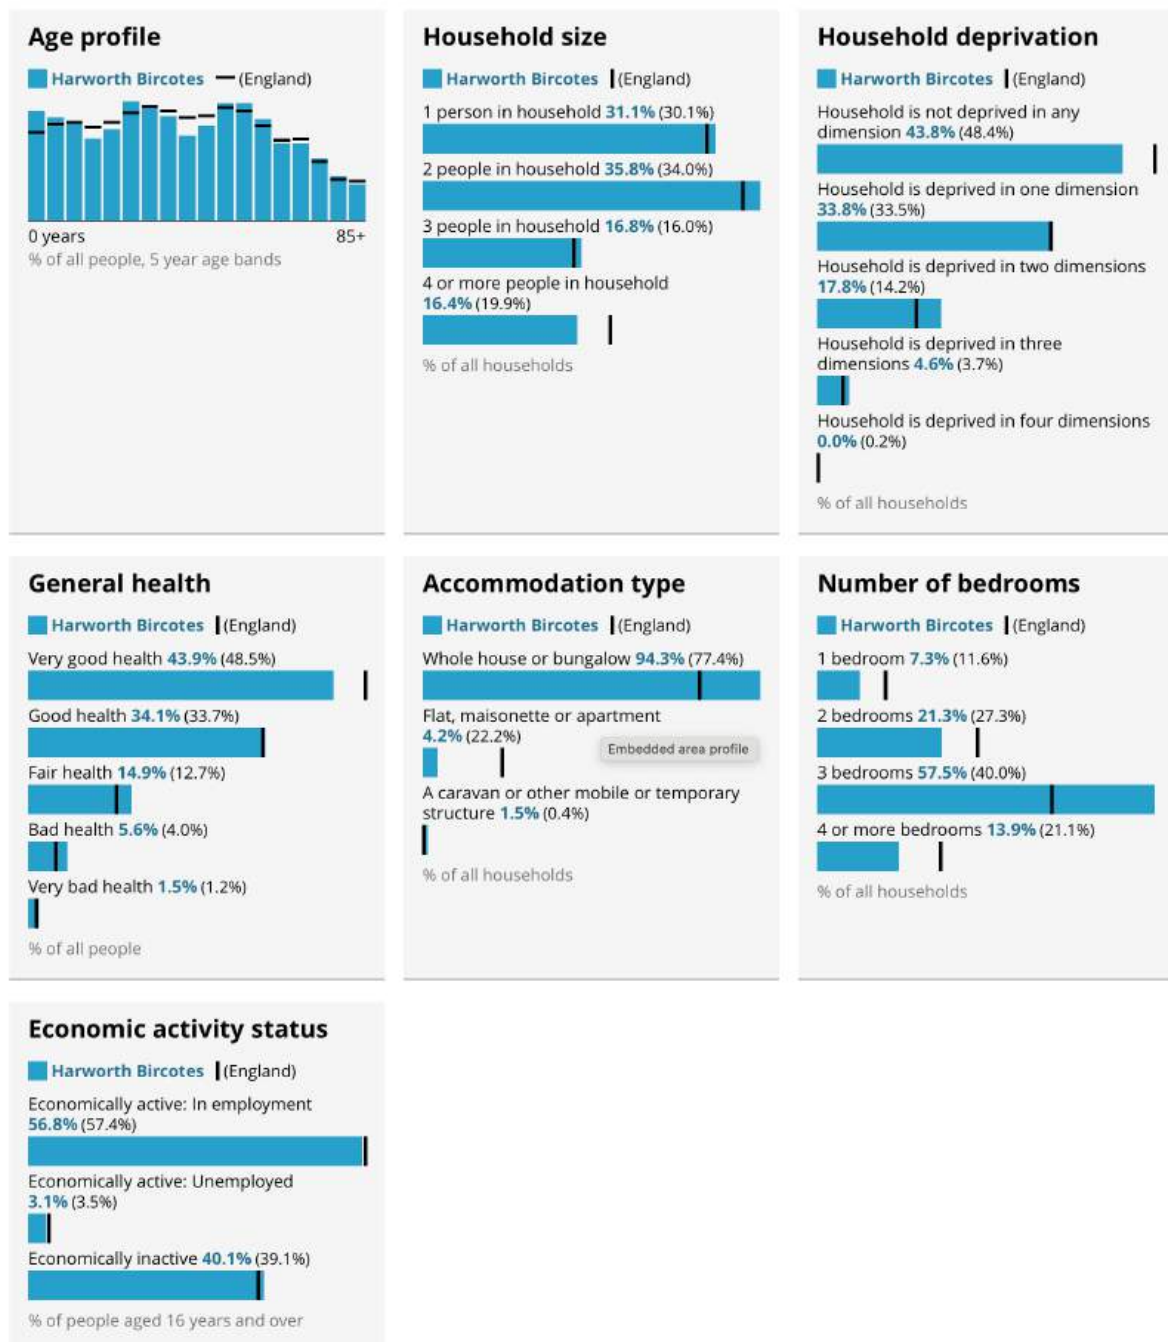 Age profile
Harworth Bircotes (England)
0 years 85+
% of all people, 5 year age bands
Household size
Harworth Bircotes (England)
1 person in household 31.1% (30.1%)
2 people in household 35.8% (34.0%)
3 people in household 16.8% (16.0%)
4 or more people in household
16.4% (19.9%)
% of all households
Household deprivation
Harworth Bircotes (England)
Household is not deprived in any
dimension 43.8% (48.4%)
Household is deprived in one dimension
33.8% (33.5%)
Household is deprived in two dimensions
17.8% (14.2%)
Household is deprived in three
dimensions 4.6% (3.7%)
Household is deprived in four dimensions
0.0% (0.2%)
% of all households
General health
Harworth Bircotes (England)
Very good health 43.9% (48.5%)
Good health 34.1% (33.7%)
Fair health 14.9% (12.7%)
Bad health 5.6% (4.0%)
Very bad health 1.5% (1.2%)
% of all people
Accommodation type
Harworth Bircotes (England)
Whole house or bungalow 94.3% (77.4%)
Flat, maisonette or apartment
4.2% (22.2%)
Embedded area profile
A caravan or other mobile or temporary
structure 1.5% (0.4%)
% of all households
Number of bedrooms
Harworth Bircotes (England)
1 bedroom 7.3% (11.6%)
2 bedrooms 21.3% (27.3%)
3 bedrooms 57.5% (40.0%)
4 or more bedrooms 13.9% (21.1%)
% of all households
Economic activity status
Harworth Bircotes (England)
Economically active: In employment
56.8% (57.4%)
Economically active: Unemployed
3.1% (3.5%)
Economically inactive 40.1% (39.1%)
% of people aged 16 years and over